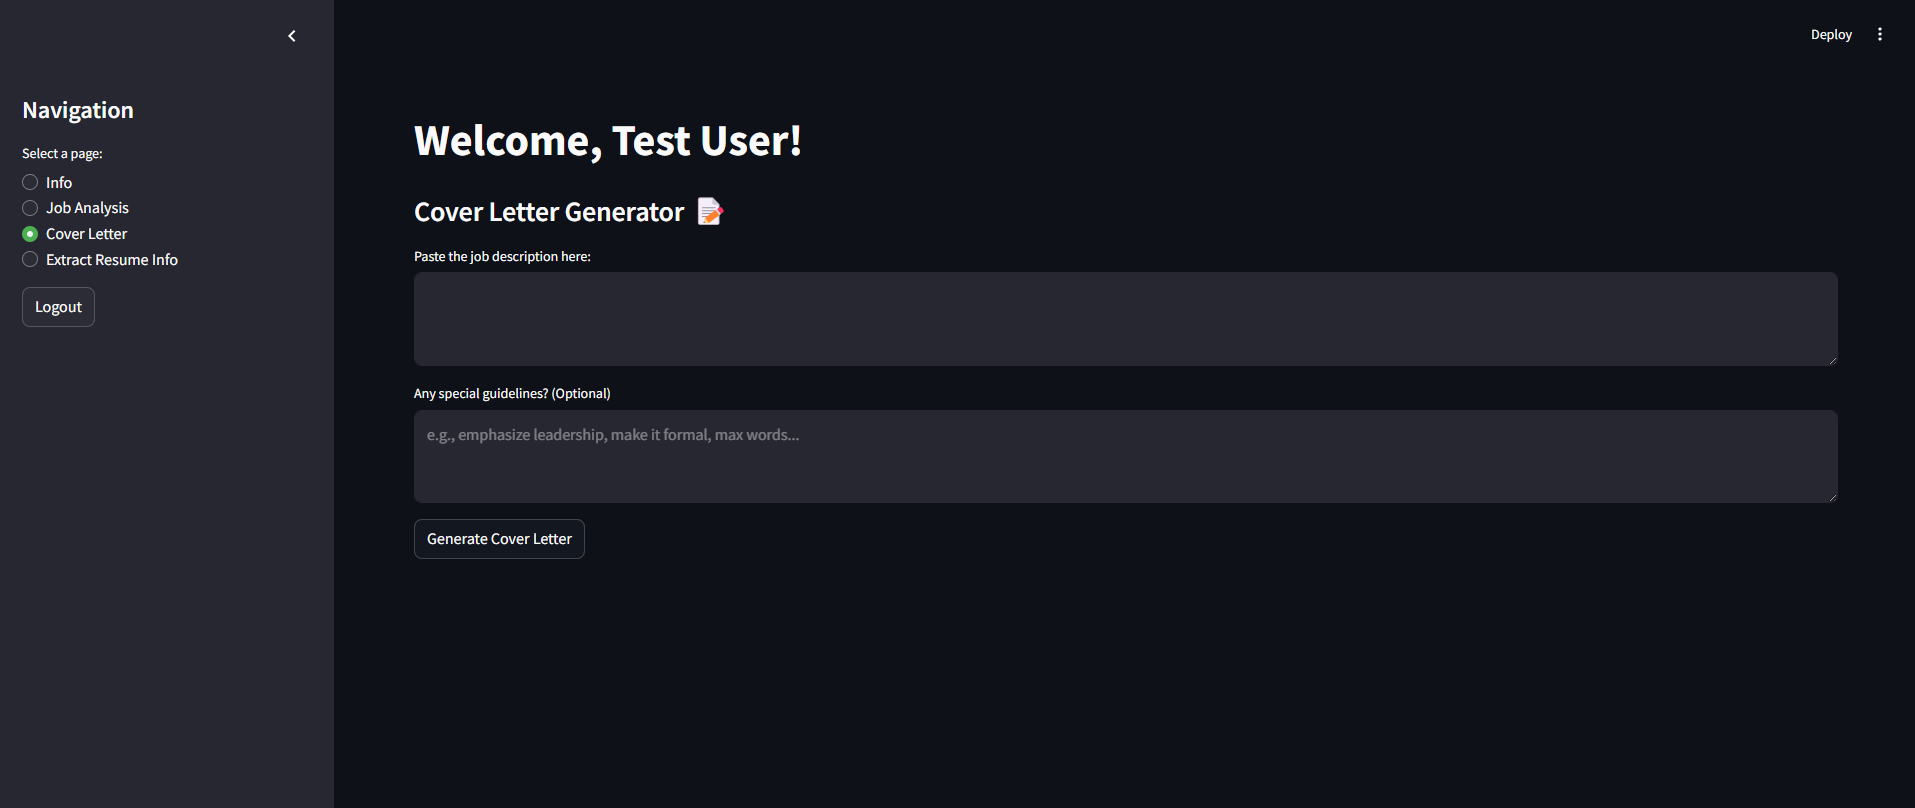 Deploy
Navigation
Select a page:
Info
Job Analysis
Cover Letter
Extract Resume Info
Logout
Welcome, Test User!
Cover Letter Generator
Paste the job description here:
Any special guidelines? (Optional)
e.g., emphasize leadership, make it formal, max words...
Generate Cover Letter